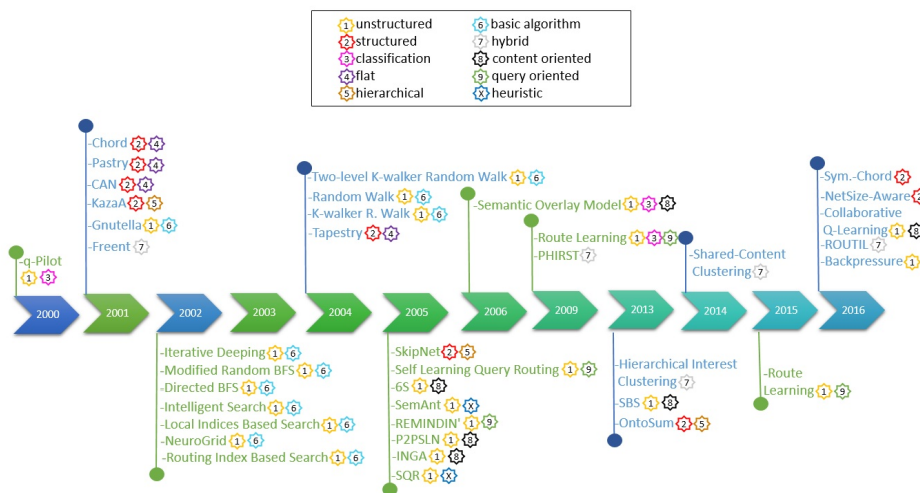 1 unstructured 6 basic algorithm
2 structured 7 hybrid
3 classification 8 content oriented
4 flat 9 query oriented
5 hierarchical X heuristic
-q-Pilot
1 3
-Chord 2 4
-Pastry 2 4
-CAN 2 4
-KazaA 2 5
-Gnutella 1 6
-Freent 7
-Two-level K-walker Random Walk 1 6
-Random Walk 1 6
-K-walker R. Walk 1 6
-Tapestry 2 4
-Semantic Overlay Model 1 3 8
-Route Learning 1 3 9
-PHIRST 7
-Shared-Content
Clustering 7
-Sym.-Chord 2
-NetSize-Aware 2
-Collaborative
Q-Learning 1 8
-ROUTIL 7
-Backpressure 1
2000 2001 2002 2003 2004 2005 2006 2009 2013 2014 2015 2016
-Iterative Deeping 1 6
-Modified Random BFS 1 6
-Directed BFS 1 6
-Intelligent Search 1 6
-Local Indices Based Search 1 6
-NeuroGrid 1 6
-Routing Index Based Search 1 6
-SkipNet 2 5
-Self Learning Query Routing 1 9
-6S 1 8
-SemAnt 1 X
-REMINDIN' 1 9
-P2PSLN 1 8
-INGA 1 8
-SQR 1 X
-Hierarchical Interest
Clustering 7
-SBS 1 8
-OntoSum 2 5
-Route
Learning 1 9